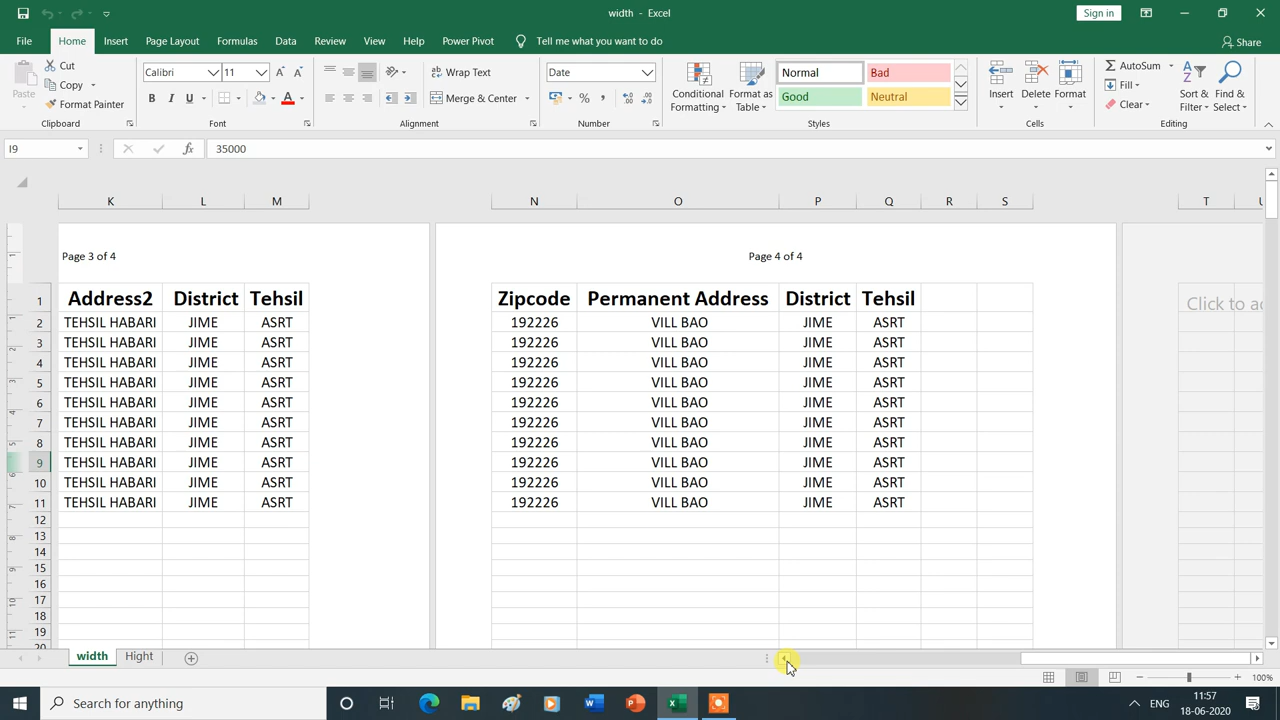 width - Excel
Sign in
File Home Insert Page Layout Formulas Data Review View Help Power Pivot Tell me what you want to do Share
Paste
Cut
Copy
Format Painter
Calibri 11
B I U
Wrap Text
Merge & Center
Date
Conditional Formatting
Format as Table
Normal Bad
Good Neutral
Insert Delete Format
AutoSum
Fill
Clear
Sort & Filter
Find & Select
Clipboard Font Alignment Number Styles Cells Editing
I9 fx 35000
K L M N O P Q R S T
Page 3 of 4 Page 4 of 4
1 Address2 District Tehsil Zipcode Permanent Address District Tehsil Click to ad
2 TEHSIL HABARI JIME ASRT 192226 VILL BAO JIME ASRT
3 TEHSIL HABARI JIME ASRT 192226 VILL BAO JIME ASRT
4 TEHSIL HABARI JIME ASRT 192226 VILL BAO JIME ASRT
5 TEHSIL HABARI JIME ASRT 192226 VILL BAO JIME ASRT
6 TEHSIL HABARI JIME ASRT 192226 VILL BAO JIME ASRT
7 TEHSIL HABARI JIME ASRT 192226 VILL BAO JIME ASRT
8 TEHSIL HABARI JIME ASRT 192226 VILL BAO JIME ASRT
9 TEHSIL HABARI JIME ASRT 192226 VILL BAO JIME ASRT
10 TEHSIL HABARI JIME ASRT 192226 VILL BAO JIME ASRT
11 TEHSIL HABARI JIME ASRT 192226 VILL BAO JIME ASRT
12
13
14
15
16
17
18
19
width Hight
100%
Search for anything
ENG
11:57
18-06-2020